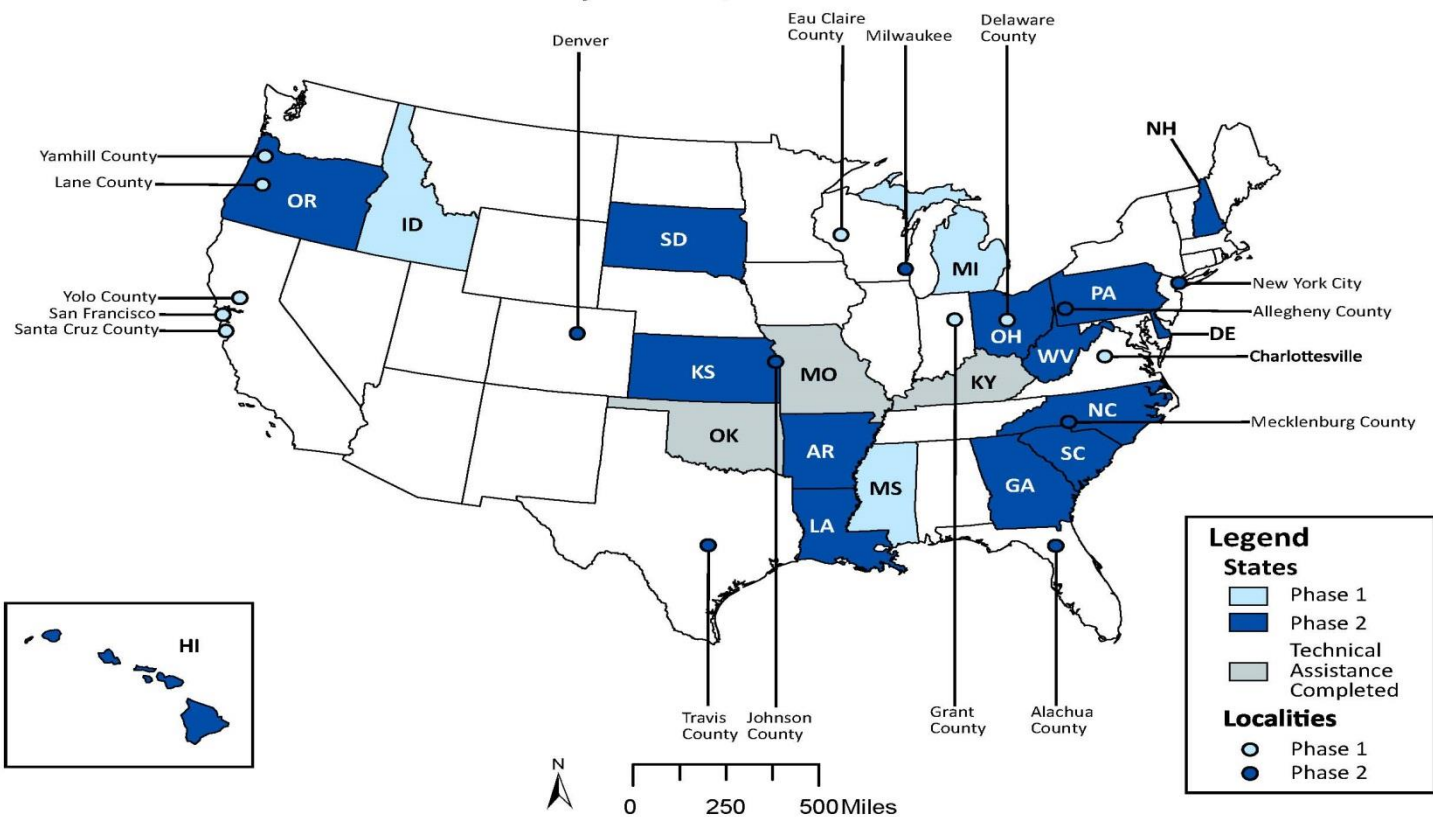 Eau Claire
County
Milwaukee
Delaware
County
Denver
NH
Yamhill County
Lane County
OR
ID
SD
MI
Yolo County
San Francisco
Santa Cruz County
PA
New York City
Allegheny County
OH
DE
WV
Charlottesville
KS
MO
KY
NC
Mecklenburg County
OK
AR
SC
MS
GA
LA
HI
Travis
County
Johnson
County
Grant
County
Alachua
County
N
0 250 500 Miles
Legend
States
Phase 1
Phase 2
Technical
Assistance
Completed
Localities
Phase 1
Phase 2